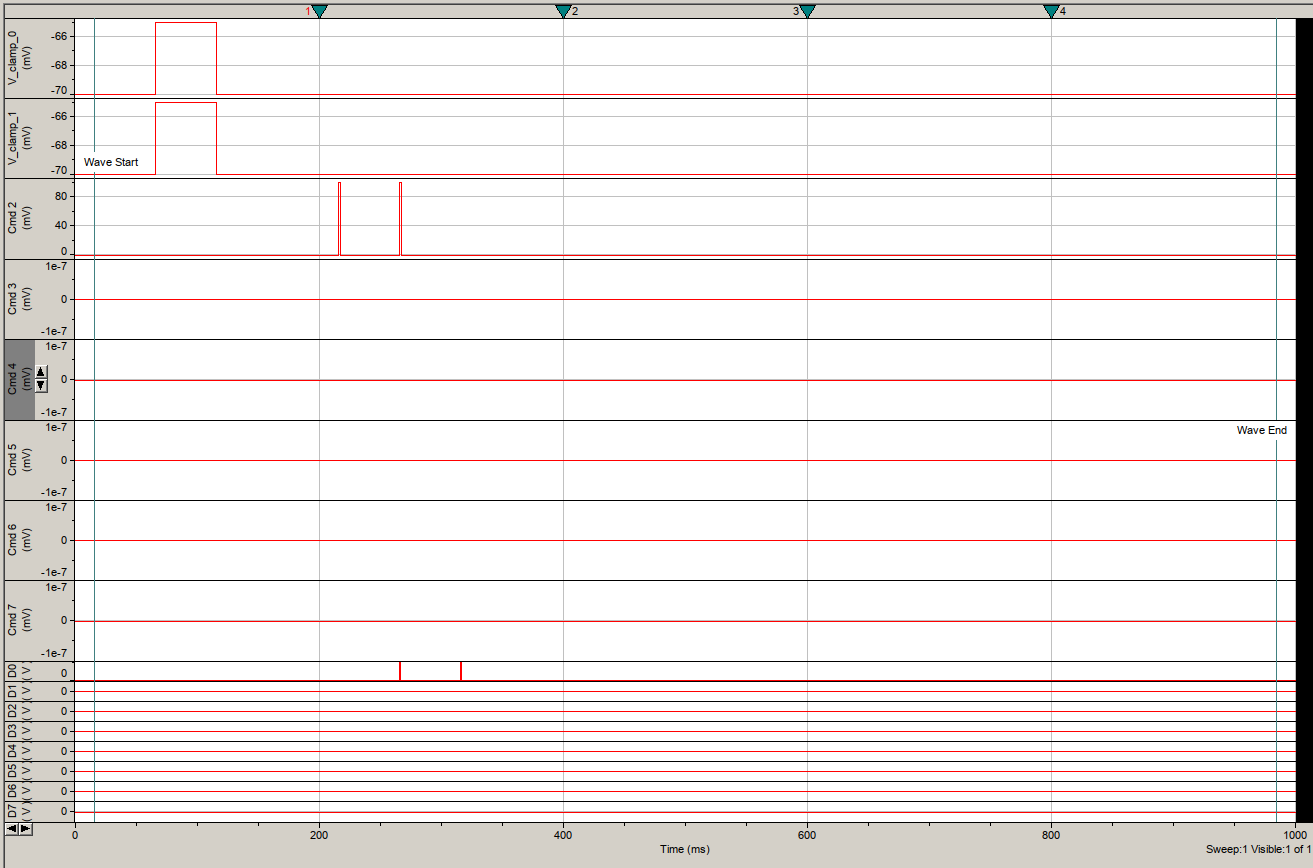 1 2 3 4
V_clamp_0
(mV)
-66
-68
-70
V_clamp_1
(mV)
-66
-68
-70
Wave Start
Cmd 2
(mV)
80
40
0
Cmd 3
(mV)
1e-7
0
-1e-7
Cmd 4
(mV)
1e-7
0
-1e-7
Cmd 5
(mV)
1e-7
0
-1e-7
Wave End
Cmd 6
(mV)
1e-7
0
-1e-7
Cmd 7
(mV)
1e-7
0
-1e-7
D0
( V )
0
D1
( V )
0
D2
( V )
0
D3
( V )
0
D4
( V )
0
D5
( V )
0
D6
( V )
0
D7
( V )
0
0 200 400 600 800 1000
Time (ms)
Sweep:1 Visible:1 of 1